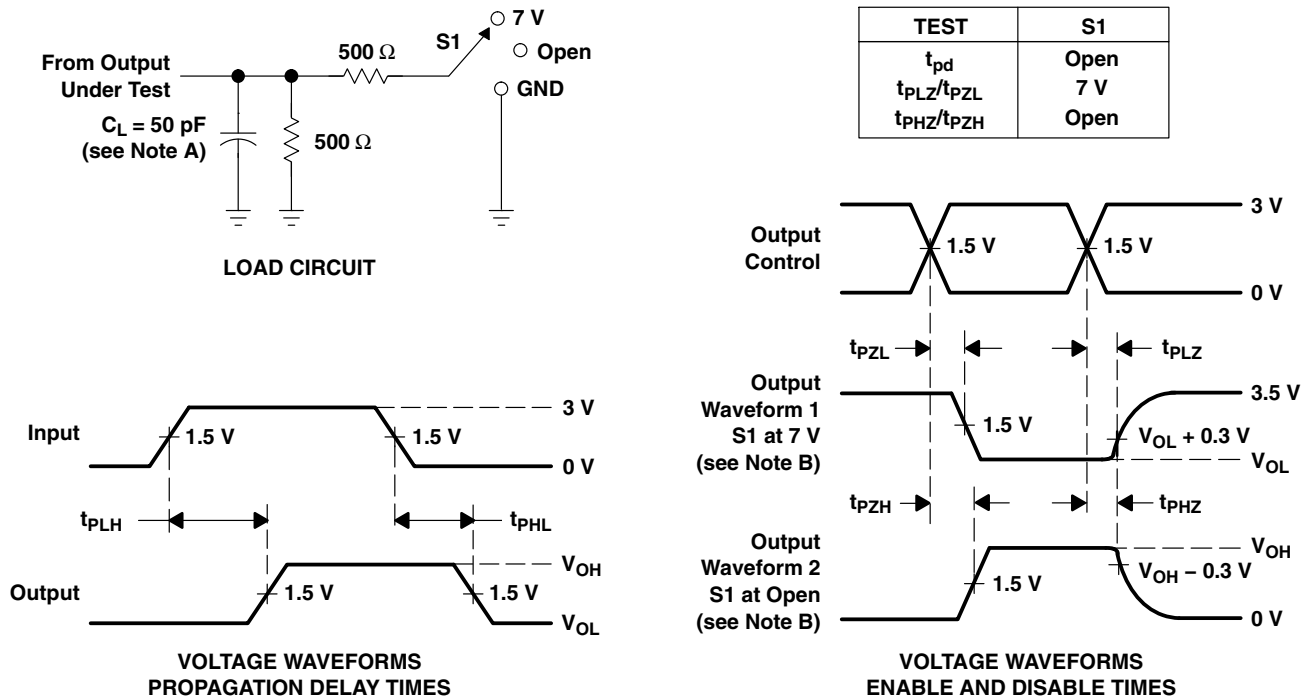 7 V
S1
Open
500 Ω
From Output
Under Test
GND
C_L = 50 pF
(see Note A)
500 Ω
LOAD CIRCUIT
TEST S1
t_pd Open
t_PLZ/t_PZL 7 V
t_PHZ/t_PZH Open
3 V
Output
Control
1.5 V 1.5 V
0 V
t_PZL t_PLZ
Output
Waveform 1
S1 at 7 V
(see Note B)
3.5 V
1.5 V
V_OL + 0.3 V
V_OL
t_PZH t_PHZ
Output
Waveform 2
S1 at Open
(see Note B)
V_OH
1.5 V
V_OH − 0.3 V
0 V
VOLTAGE WAVEFORMS
ENABLE AND DISABLE TIMES
3 V
Input 1.5 V 1.5 V
0 V
t_PLH t_PHL
V_OH
Output 1.5 V 1.5 V
V_OL
VOLTAGE WAVEFORMS
PROPAGATION DELAY TIMES